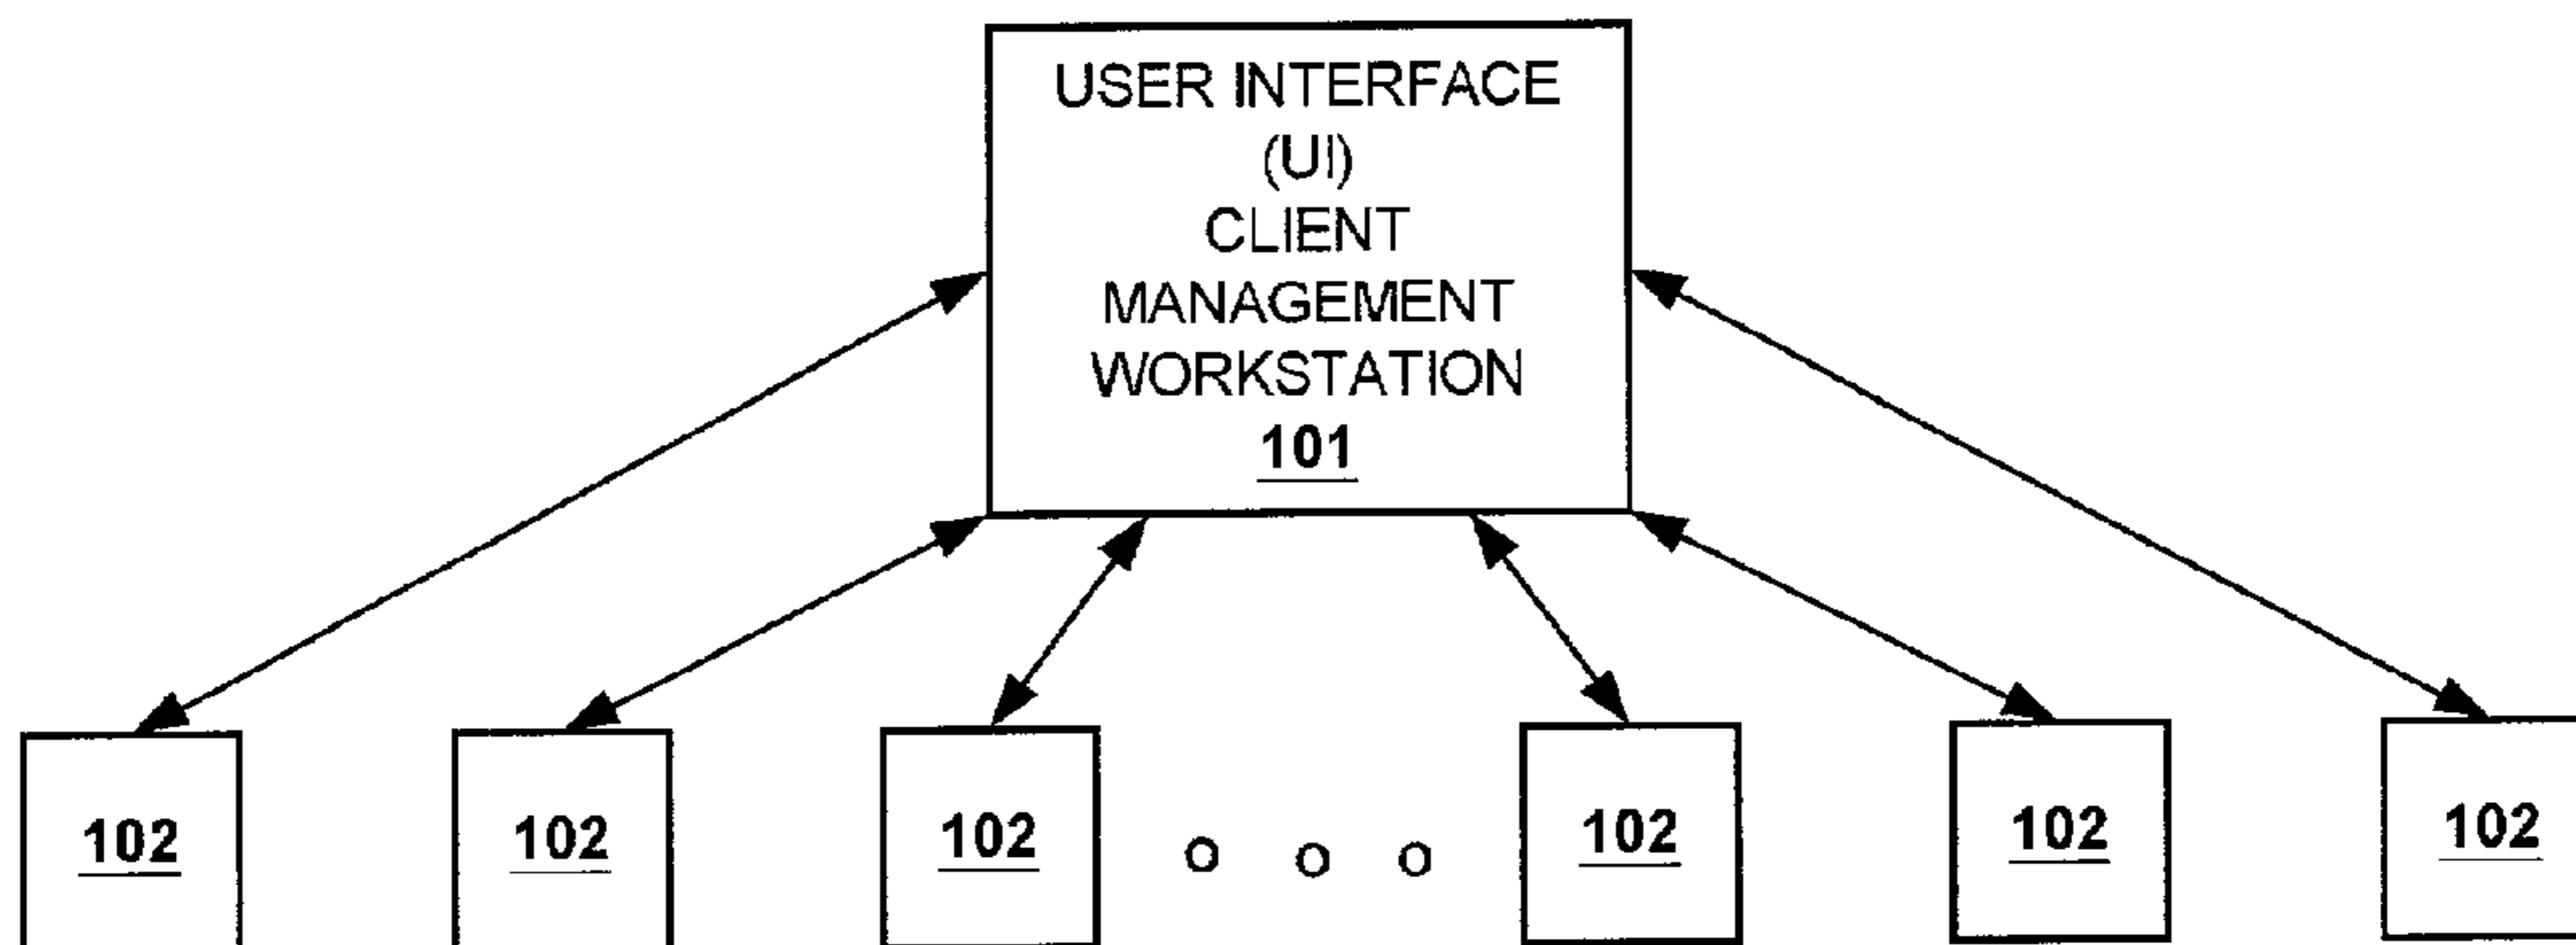 USER INTERFACE
(UI)
CLIENT
MANAGEMENT
WORKSTATION
101
102 102 102 o o o 102 102 102